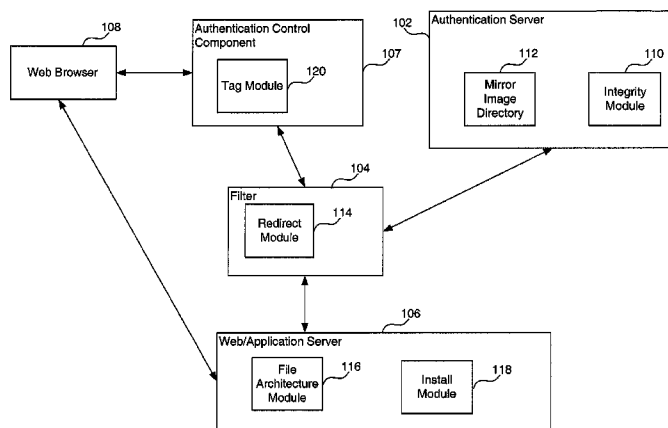 108
Web Browser
Authentication Control
Component
107
Tag Module
120
102
Authentication Server
112
Mirror
Image
Directory
110
Integrity
Module
104
Filter
Redirect
Module
114
106
Web/Application Server
File
Architecture
Module
116
Install
Module
118